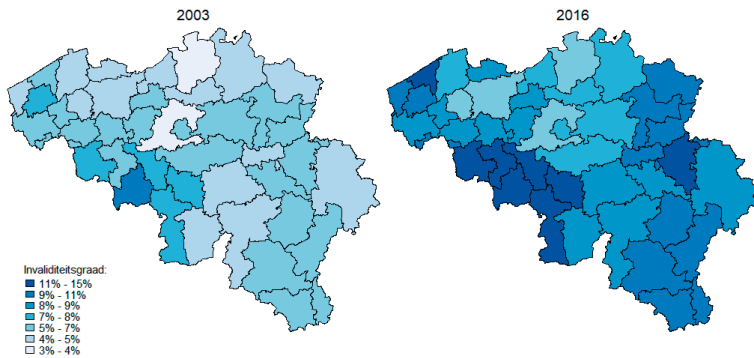 2003
2016
Invaliditeitsgraad:
11% - 15%
9% - 11%
8% - 9%
7% - 8%
5% - 7%
4% - 5%
3% - 4%